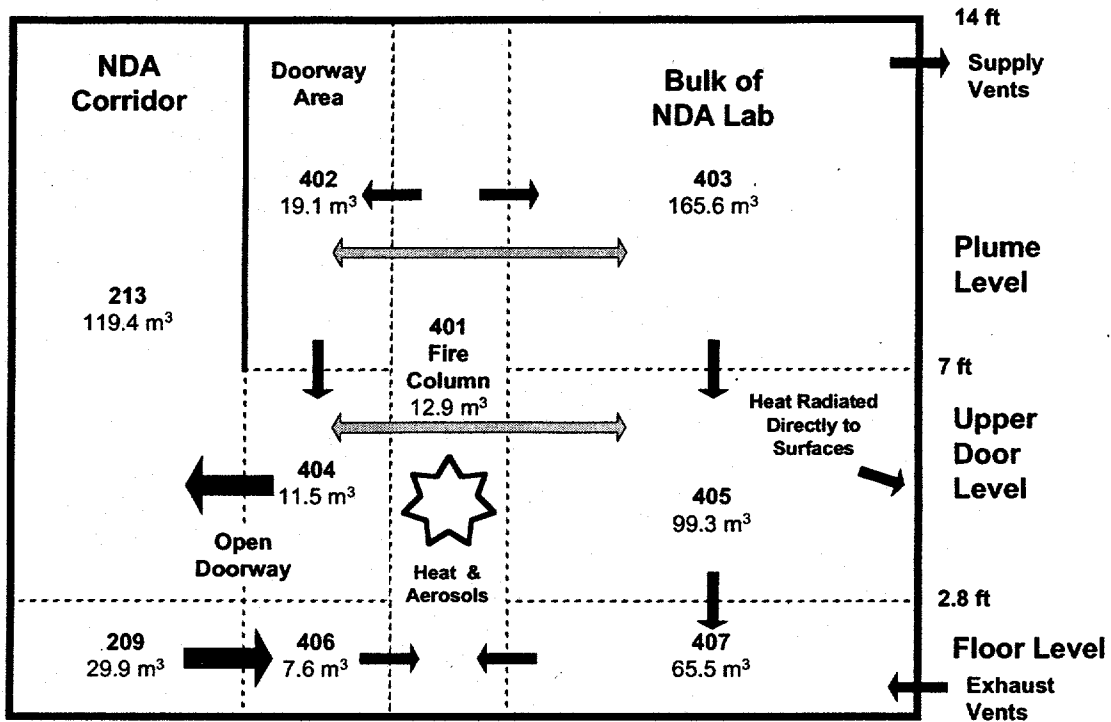 14 ft
NDA
Corridor
Doorway
Area
Bulk of
NDA Lab
Supply
Vents
402
19.1 m³
403
165.6 m³
Plume
Level
213
119.4 m³
401
Fire
Column
12.9 m³
7 ft
Heat Radiated
Directly to
Surfaces
Upper
Door
Level
404
11.5 m³
405
99.3 m³
Open
Doorway
Heat &
Aerosols
2.8 ft
209
29.9 m³
406
7.6 m³
407
65.5 m³
Floor Level
Exhaust
Vents